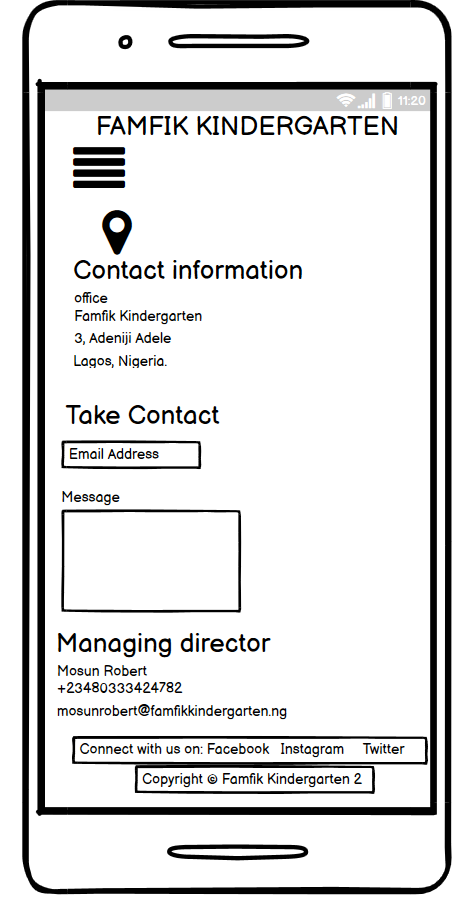 11:20
FAMFIK KINDERGARTEN
Contact information
office
Famfik Kindergarten
3, Adeniji Adele
Lagos, Nigeria.
Take Contact
Email Address
Message
Managing director
Mosun Robert
+23480333424782
mosunrobert@famfikkindergarten.ng
Connect with us on: Facebook Instagram Twitter
Copyright © Famfik Kindergarten 2